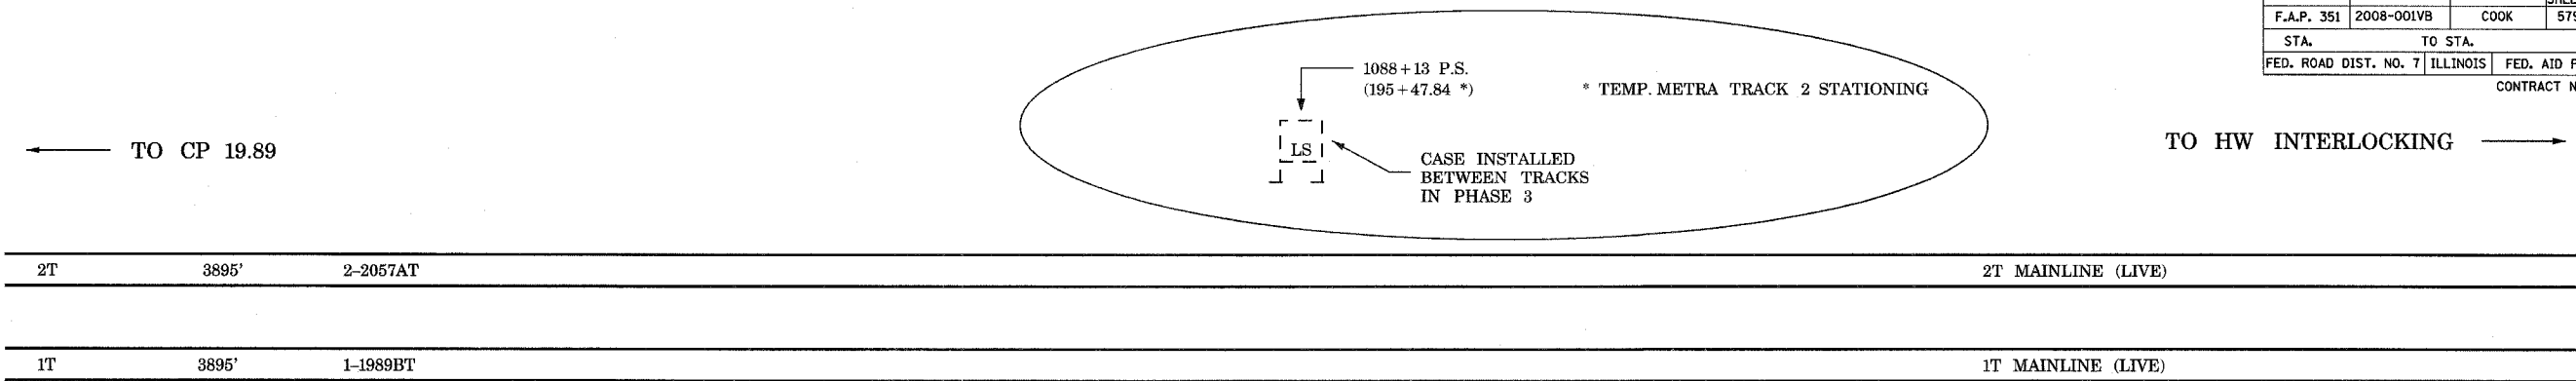 F.A.P. 351 2008-001VB COOK 579
STA. TO STA.
FED. ROAD DIST. NO. 7 ILLINOIS FED. AID
CONTRACT
1088+13 P.S.
(195+47.84 *)
* TEMP. METRA TRACK 2 STATIONING
← TO CP 19.89
LS
CASE INSTALLED
BETWEEN TRACKS
IN PHASE 3
TO HW INTERLOCKING →
2T 3895' 2-2057AT 2T MAINLINE (LIVE)
1T 3895' 1-1989BT 1T MAINLINE (LIVE)